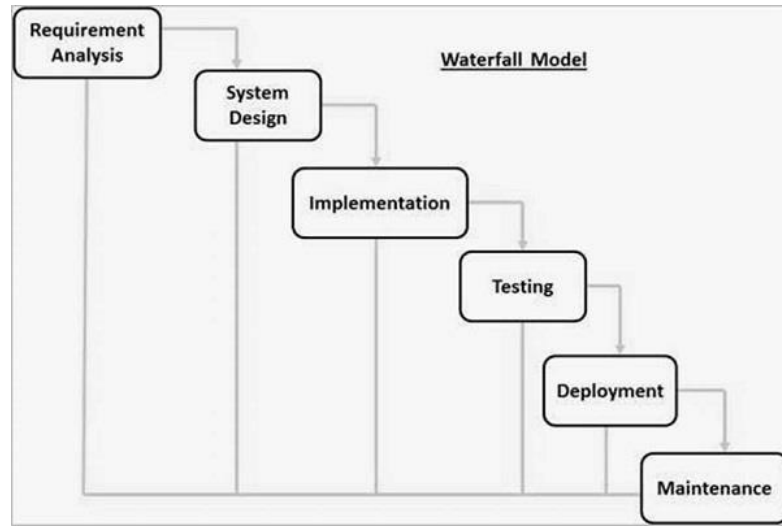 Requirement
Analysis
Waterfall Model
System
Design
Implementation
Testing
Deployment
Maintenance